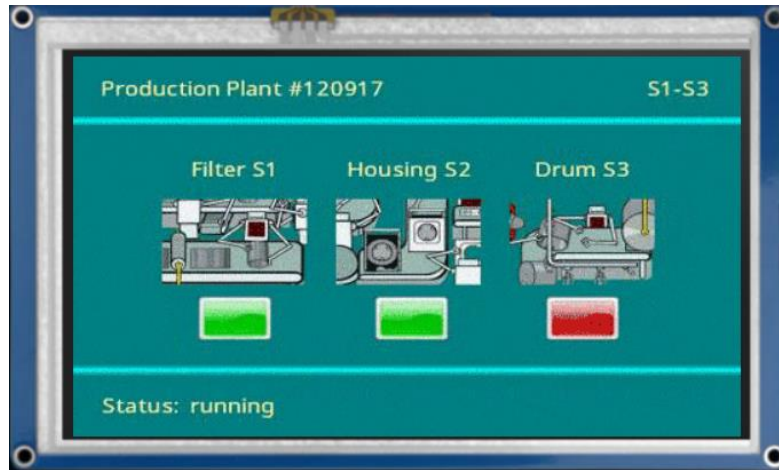 Production Plant #120917 S1-S3
Filter S1 Housing S2 Drum S3
Status: running